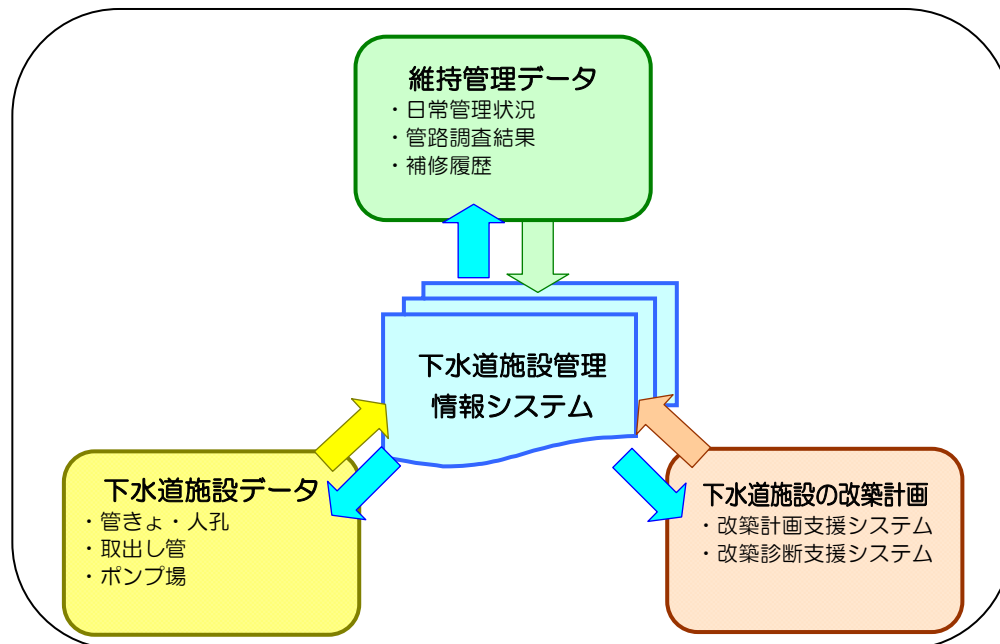 維持管理データ
・日常管理状況
・管路調査結果
・補修履歴
下水道施設管理
情報システム
下水道施設データ
・管きょ・人孔
・取出し管
・ポンプ場
下水道施設の改築計画
・改築計画支援システム
・改築診断支援システム